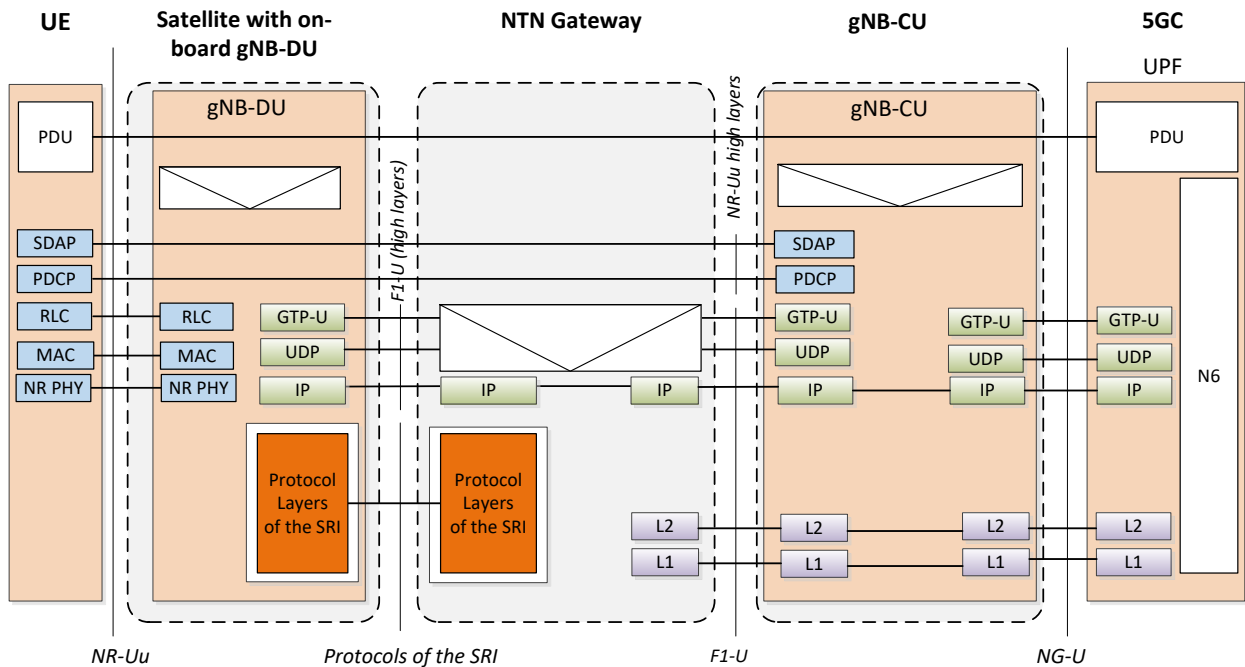 UE
Satellite with on-
board gNB-DU
NTN Gateway
gNB-CU
5GC
UPF
gNB-DU
gNB-CU
PDU
PDU
F1-U (high layers)
NR-Uu high layers
SDAP
SDAP
PDCP
PDCP
RLC
RLC
GTP-U
GTP-U
GTP-U
GTP-U
MAC
MAC
UDP
UDP
UDP
UDP
NR PHY
NR PHY
IP
IP
IP
IP
IP
IP
N6
Protocol
Layers
of the SRI
Protocol
Layers
of the SRI
L2
L2
L2
L2
L1
L1
L1
L1
NR-Uu
Protocols of the SRI
F1-U
NG-U